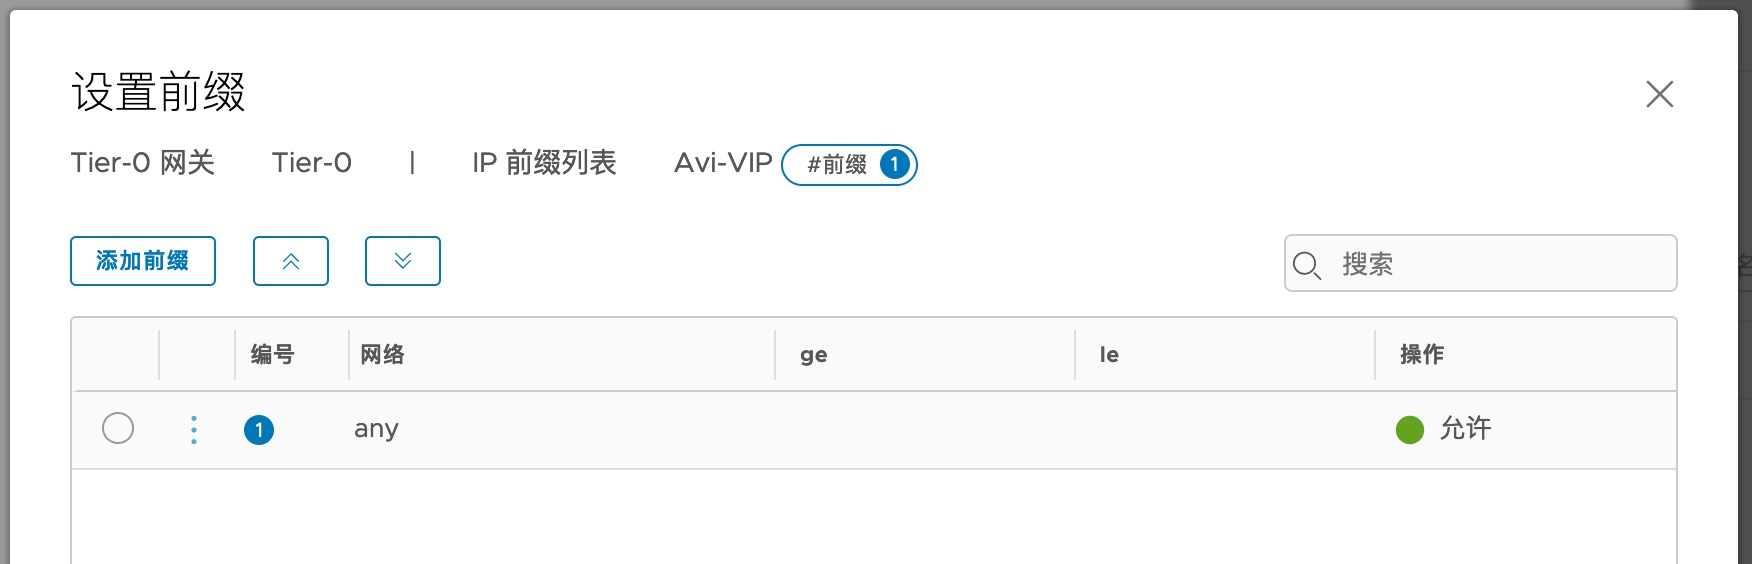 设置前缀
Tier-0 网关 Tier-0 | IP 前缀列表 Avi-VIP #前缀 1
添加前缀 搜索
编号 网络 ge le 操作
1 any 允许
名